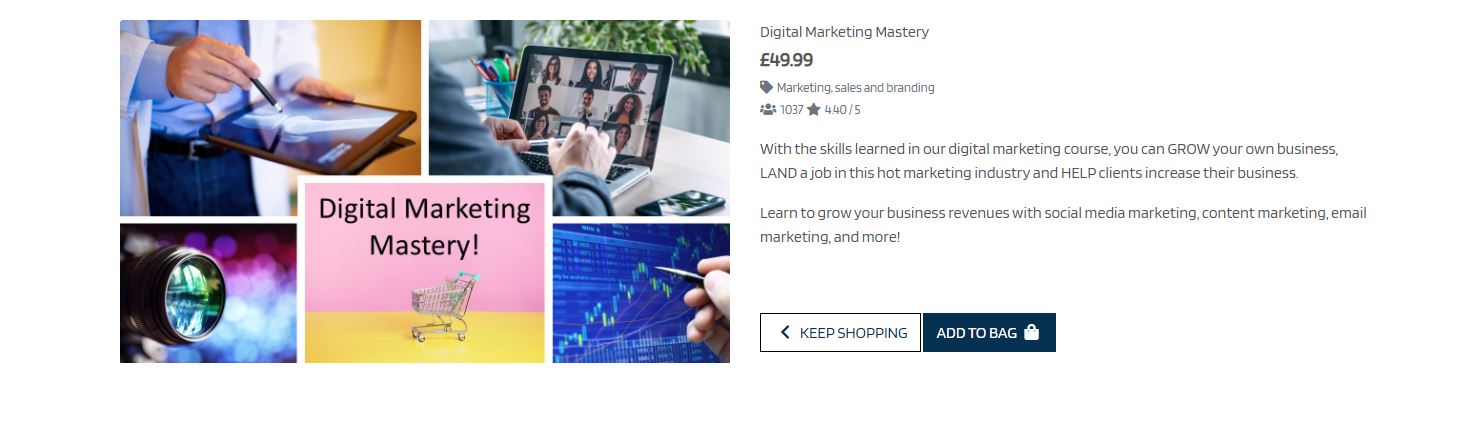 Digital Marketing
Mastery!
Digital Marketing Mastery
£49.99
Marketing, sales and branding
1037 4.40 / 5
With the skills learned in our digital marketing course, you can GROW your own business,
LAND a job in this hot marketing industry and HELP clients increase their business.
Learn to grow your business revenues with social media marketing, content marketing, email
marketing, and more!
KEEP SHOPPING
ADD TO BAG